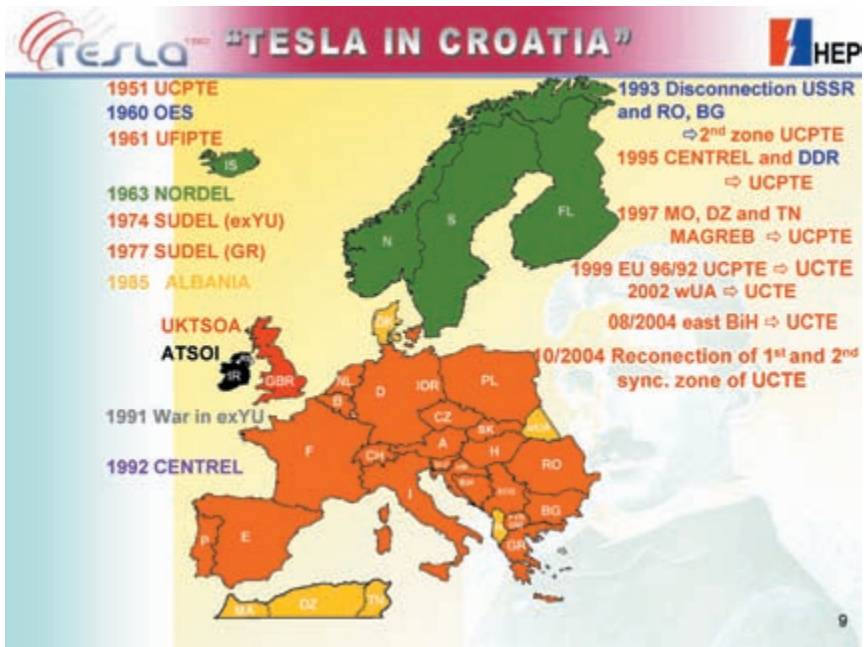 TESLA "TESLA IN CROATIA" HEP
1951 UCPTE
1960 OES
1961 UFIPTE
1963 NORDEL
1974 SUDEL (exYU)
1977 SUDEL (GR)
1985 ALBANIA
UKTSOA
ATSOI
1991 War in exYU
1992 CENTREL
1993 Disconnection USSR
and RO, BG
⇨2nd zone UCPTE
1995 CENTREL and DDR
⇨ UCPTE
1997 MO, DZ and TN
MAGREB ⇨ UCPTE
1999 EU 96/92 UCPTE ⇨ UCTE
2002 wUA ⇨ UCTE
08/2004 east BiH ⇨ UCTE
10/2004 Reconection of 1st and 2nd
sync. zone of UCTE
IS
N
S
FL
IR
GBR
NL
B
D
IDR
PL
CZ
SK
F
CH
A
H
RO
I
BiH
BG
P
E
GR
MA
DZ
TN
9